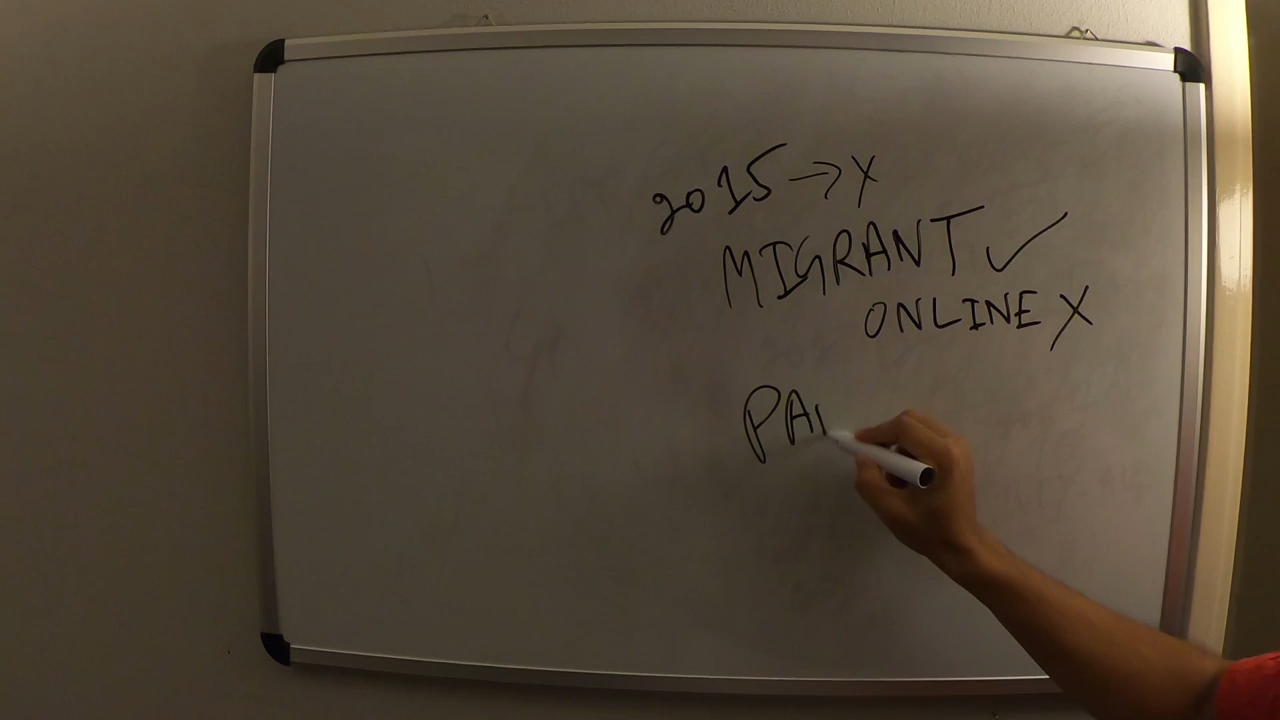 2015 → X
MIGRANT ✓
ONLINE X
PA